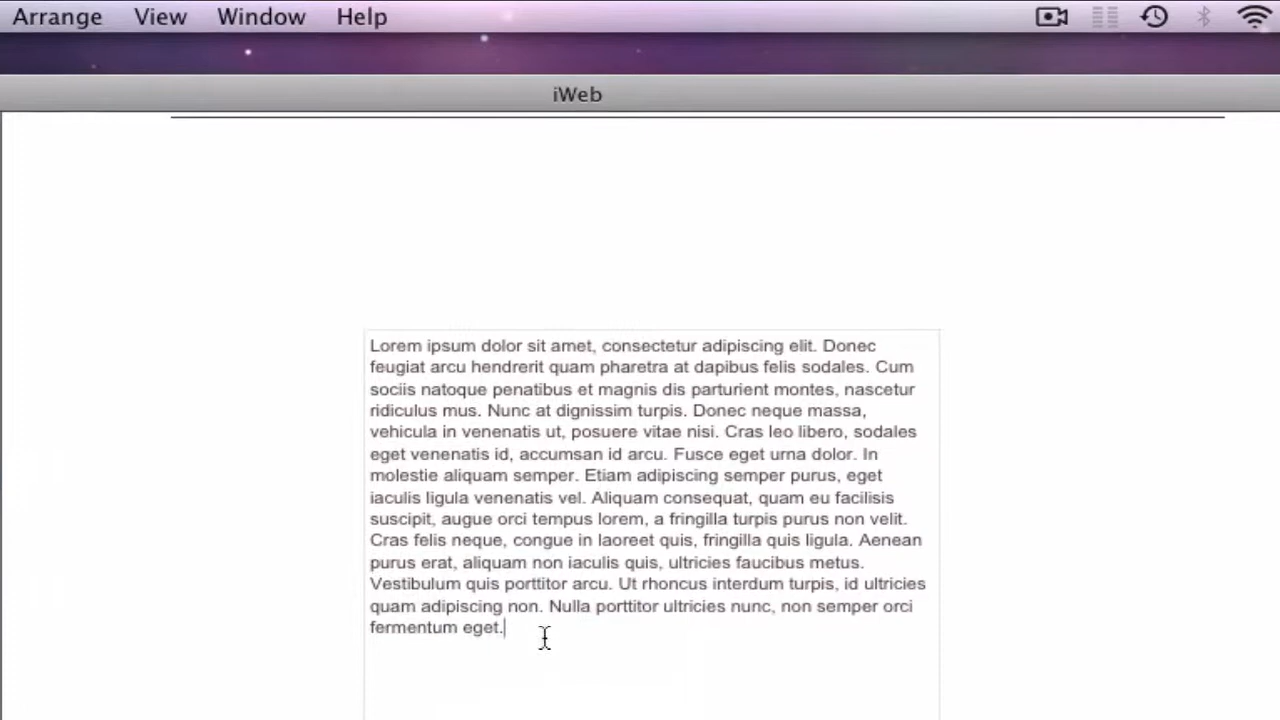 Arrange View Window Help
iWeb
Lorem ipsum dolor sit amet, consectetur adipiscing elit. Donec
feugiat arcu hendrerit quam pharetra at dapibus felis sodales. Cum
sociis natoque penatibus et magnis dis parturient montes, nascetur
ridiculus mus. Nunc at dignissim turpis. Donec neque massa,
vehicula in venenatis ut, posuere vitae nisi. Cras leo libero, sodales
eget venenatis id, accumsan id arcu. Fusce eget urna dolor. In
molestie aliquam semper. Etiam adipiscing semper purus, eget
iaculis ligula venenatis vel. Aliquam consequat, quam eu facilisis
suscipit, augue orci tempus lorem, a fringilla turpis purus non velit.
Cras felis neque, congue in laoreet quis, fringilla quis ligula. Aenean
purus erat, aliquam non iaculis quis, ultricies faucibus metus.
Vestibulum quis porttitor arcu. Ut rhoncus interdum turpis, id ultricies
quam adipiscing non. Nulla porttitor ultricies nunc, non semper orci
fermentum eget.